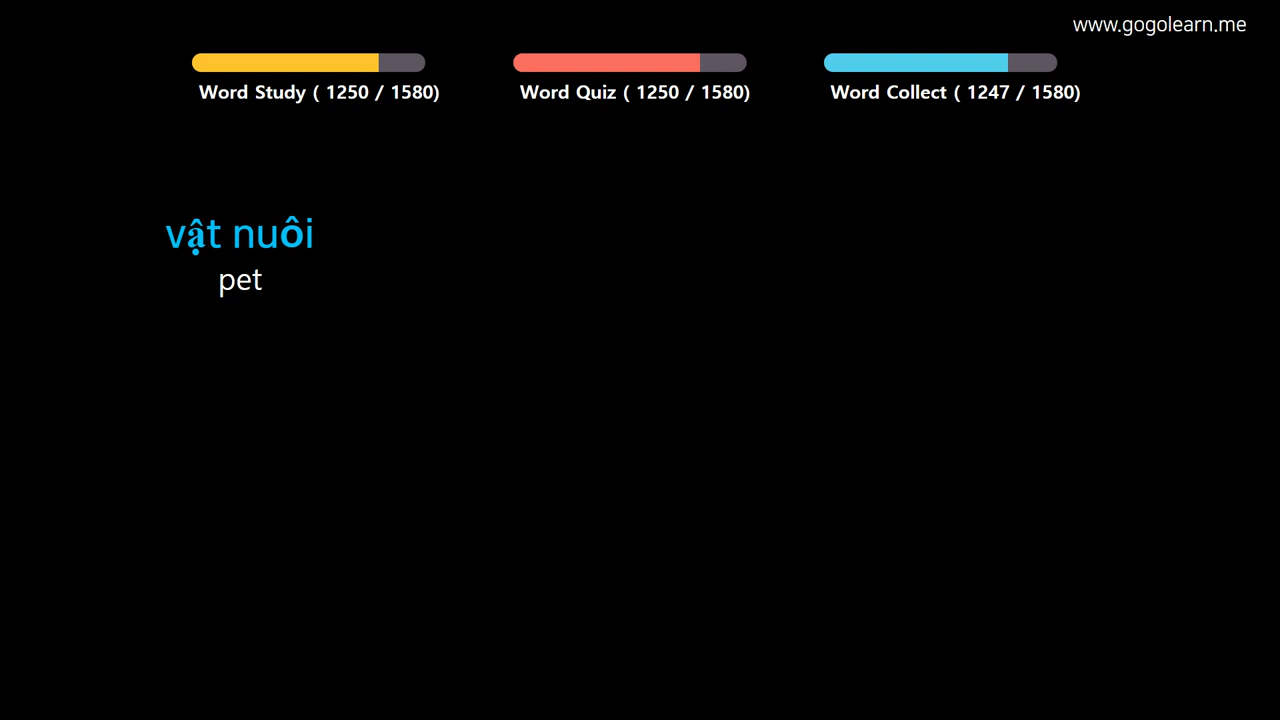 www.gogolearn.me
Word Study ( 1250 / 1580)
Word Quiz ( 1250 / 1580)
Word Collect ( 1247 / 1580)
vật nuôi
pet